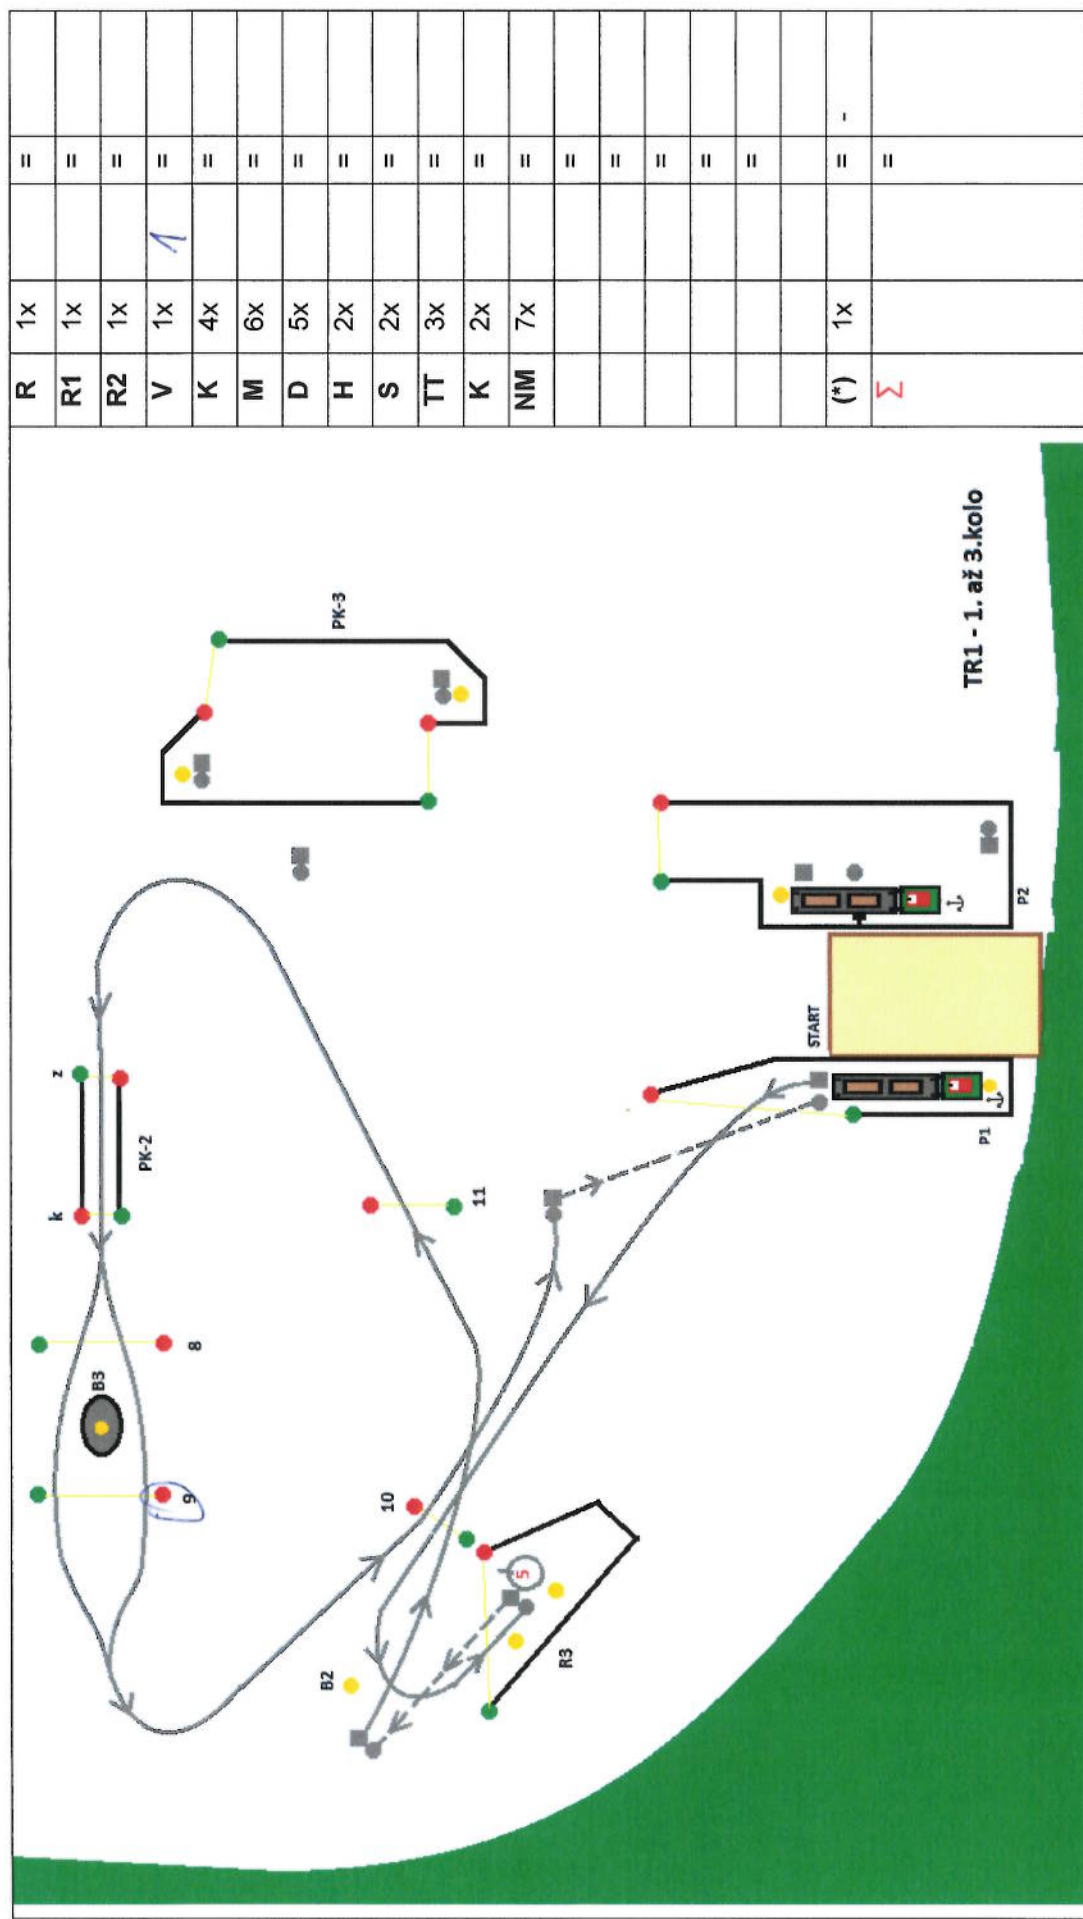 R 1x =
R1 1x =
R2 1x =
V 1x 1 =
K 4x =
M 6x =
D 5x =
H 2x =
S 2x =
TT 3x =
K 2x =
NM 7x =
=
=
=
=
=
(*) 1x = -
Σ =
k
z
PK-2
8
B3
9
PK-3
10
11
B2
5
R3
START
P1
P2
TR1 - 1. až 3.kolo